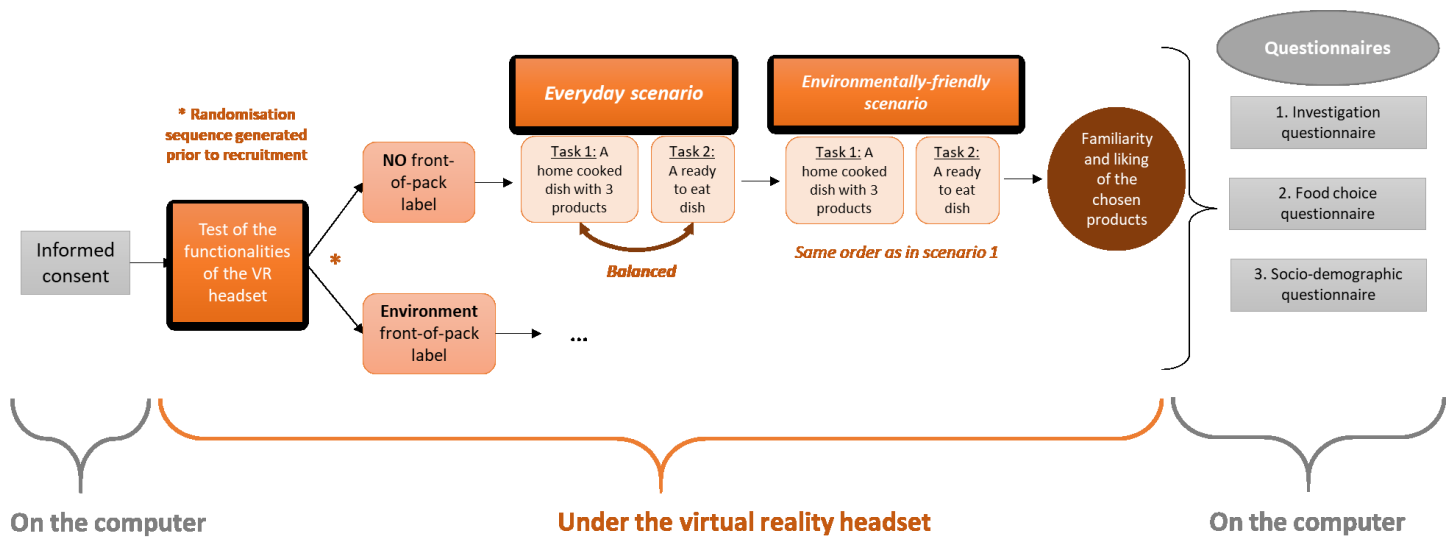 Informed
consent
* Randomisation
sequence generated
prior to recruitment
Test of the
functionalities
of the VR
headset
*
NO front-
of-pack
label
Environment
front-of-pack
label
...
Everyday scenario
Task 1: A
home cooked
dish with 3
products
Task 2:
A ready
to eat
dish
Balanced
Environmentally-friendly
scenario
Task 1: A
home cooked
dish with 3
products
Task 2:
A ready
to eat
dish
Same order as in scenario 1
Familiarity
and liking
of the
chosen
products
Questionnaires
1. Investigation
questionnaire
2. Food choice
questionnaire
3. Socio-demographic
questionnaire
On the computer
Under the virtual reality headset
On the computer